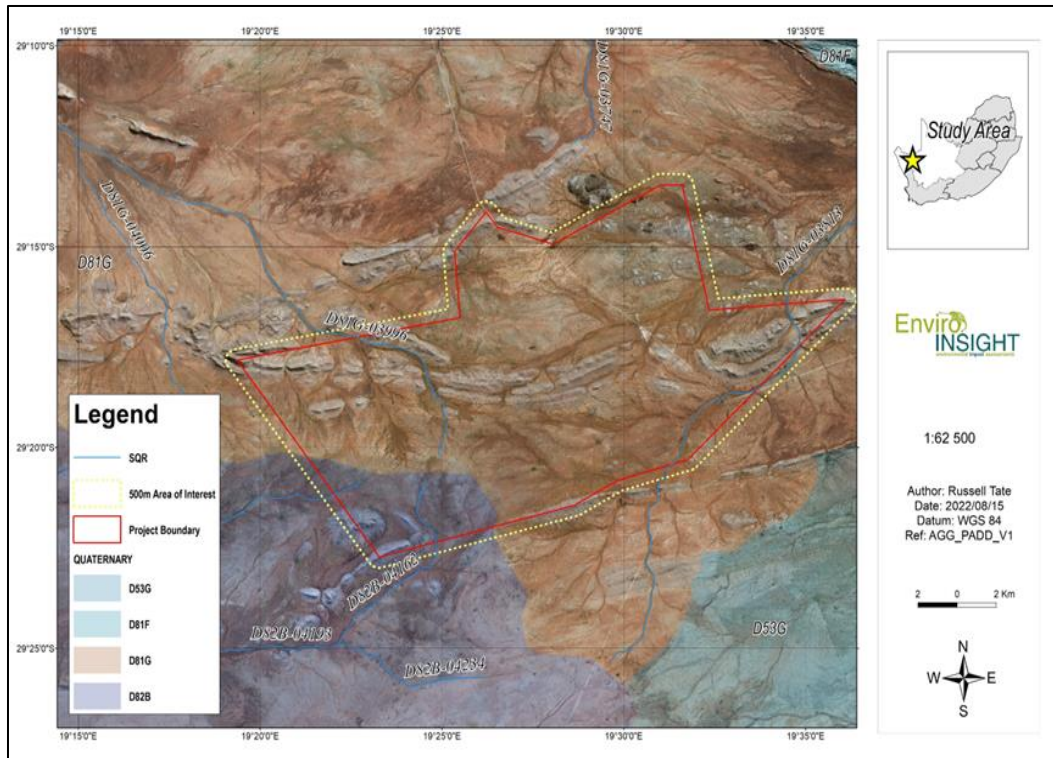 19°15'0"E
19°20'0"E
19°25'0"E
19°30'0"E
19°35'0"E
29°10'0"S
29°15'0"S
29°20'0"S
29°25'0"S
D81F
D81G-03747
D81G-04006
D81G
D81G-03813
D81G-03996
D82B-04162
D82B-04193
D82B-04234
D53G
Legend
SQR
500m Area of Interest
Project Boundary
QUATERNARY
D53G
D81F
D81G
D82B
19°15'0"E
19°20'0"E
19°25'0"E
19°30'0"E
19°35'0"E
Study Area
Enviro
INSIGHT
environmental impact assessments
1:62 500
Author: Russell Tate
Date: 2022/08/15
Datum: WGS 84
Ref: AGG_PADD_V1
2 0 2 Km
N
W E
S